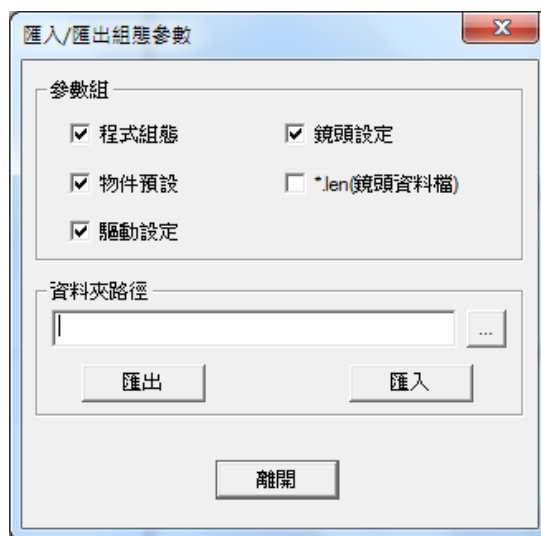 匯入/匯出組態參數
參數組
程式組態
鏡頭設定
物件預設
*.len(鏡頭資料檔)
驅動設定
資料夾路徑
...
匯出
匯入
離開